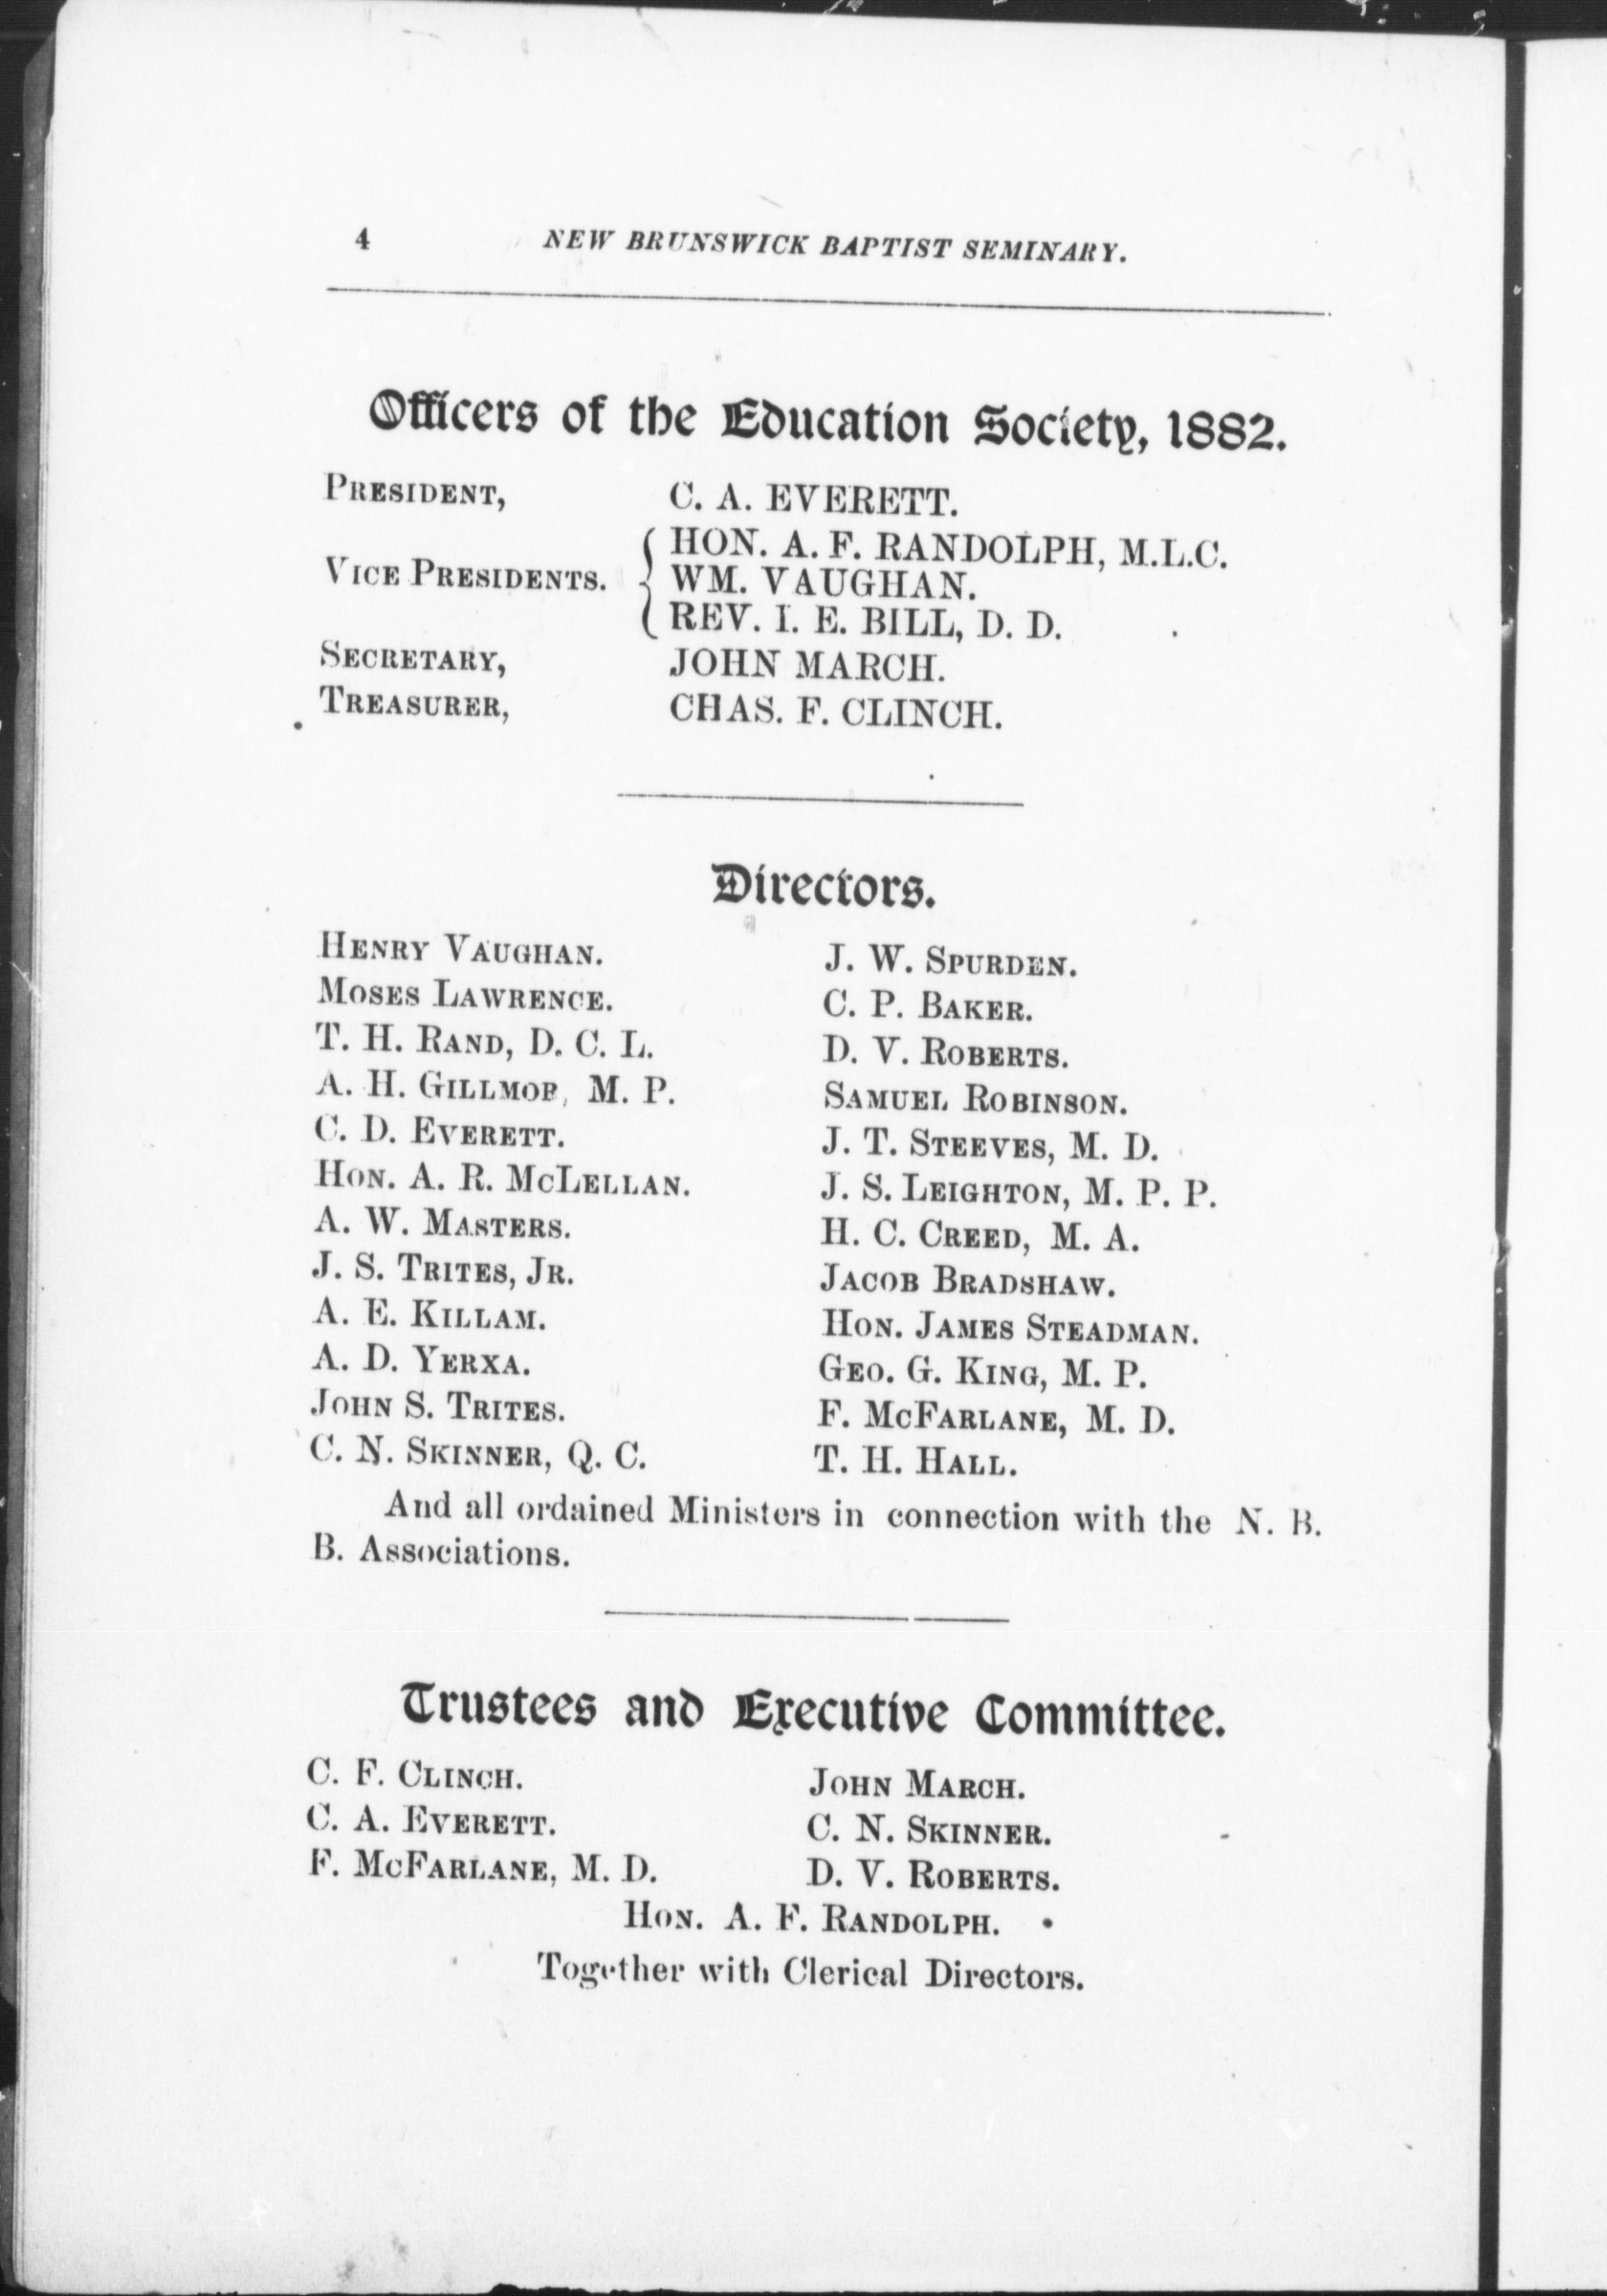 4 NEW BRUNSWICK BAPTIST SEMINARY.
Officers of the Education Society, 1882.
PRESIDENT, C. A. EVERETT.
HON. A. F. RANDOLPH, M.L.C.
VICE PRESIDENTS. WM. VAUGHAN.
REV. I. E. BILL, D. D.
SECRETARY, JOHN MARCH.
TREASURER, CHAS. F. CLINCH.
Directors.
HENRY VAUGHAN. J. W. SPURDEN.
MOSES LAWRENCE. C. P. BAKER.
T. H. RAND, D. C. L. D. V. ROBERTS.
A. H. GILLMOR, M. P. SAMUEL ROBINSON.
C. D. EVERETT. J. T. STEEVES, M. D.
HON. A. R. MCLELLAN. J. S. LEIGHTON, M. P. P.
A. W. MASTERS. H. C. CREED, M. A.
J. S. TRITES, JR. JACOB BRADSHAW.
A. E. KILLAM. HON. JAMES STEADMAN.
A. D. YERXA. GEO. G. KING, M. P.
JOHN S. TRITES. F. MCFARLANE, M. D.
C. N. SKINNER, Q. C. T. H. HALL.
And all ordained Ministers in connection with the N. B.
B. Associations.
Trustees and Executive Committee.
C. F. CLINCH. JOHN MARCH.
C. A. EVERETT. C. N. SKINNER.
F. MCFARLANE, M. D. D. V. ROBERTS.
HON. A. F. RANDOLPH.
Together with Clerical Directors.